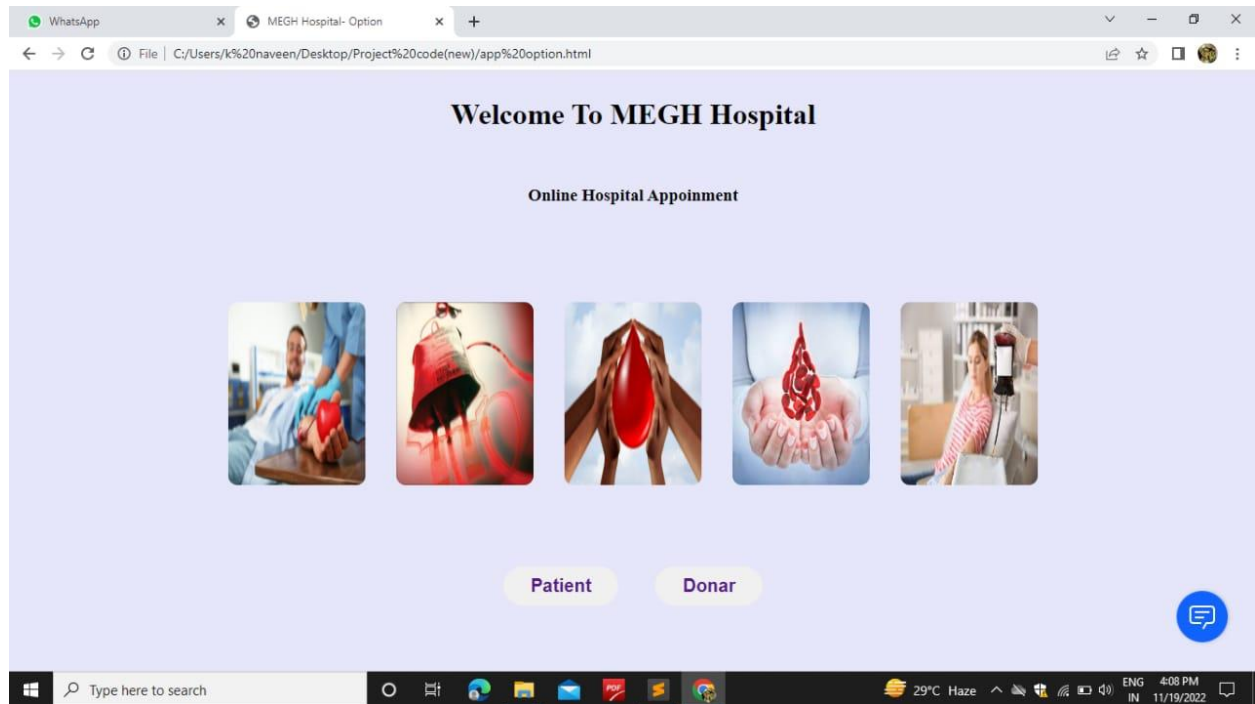 WhatsApp
MEGH Hospital- Option
File | C:/Users/k%20naveen/Desktop/Project%20code(new)/app%20option.html
Welcome To MEGH Hospital
Online Hospital Appoinment
Patient
Donar
Type here to search
PDF
29°C Haze
ENG
IN
4:08 PM
11/19/2022